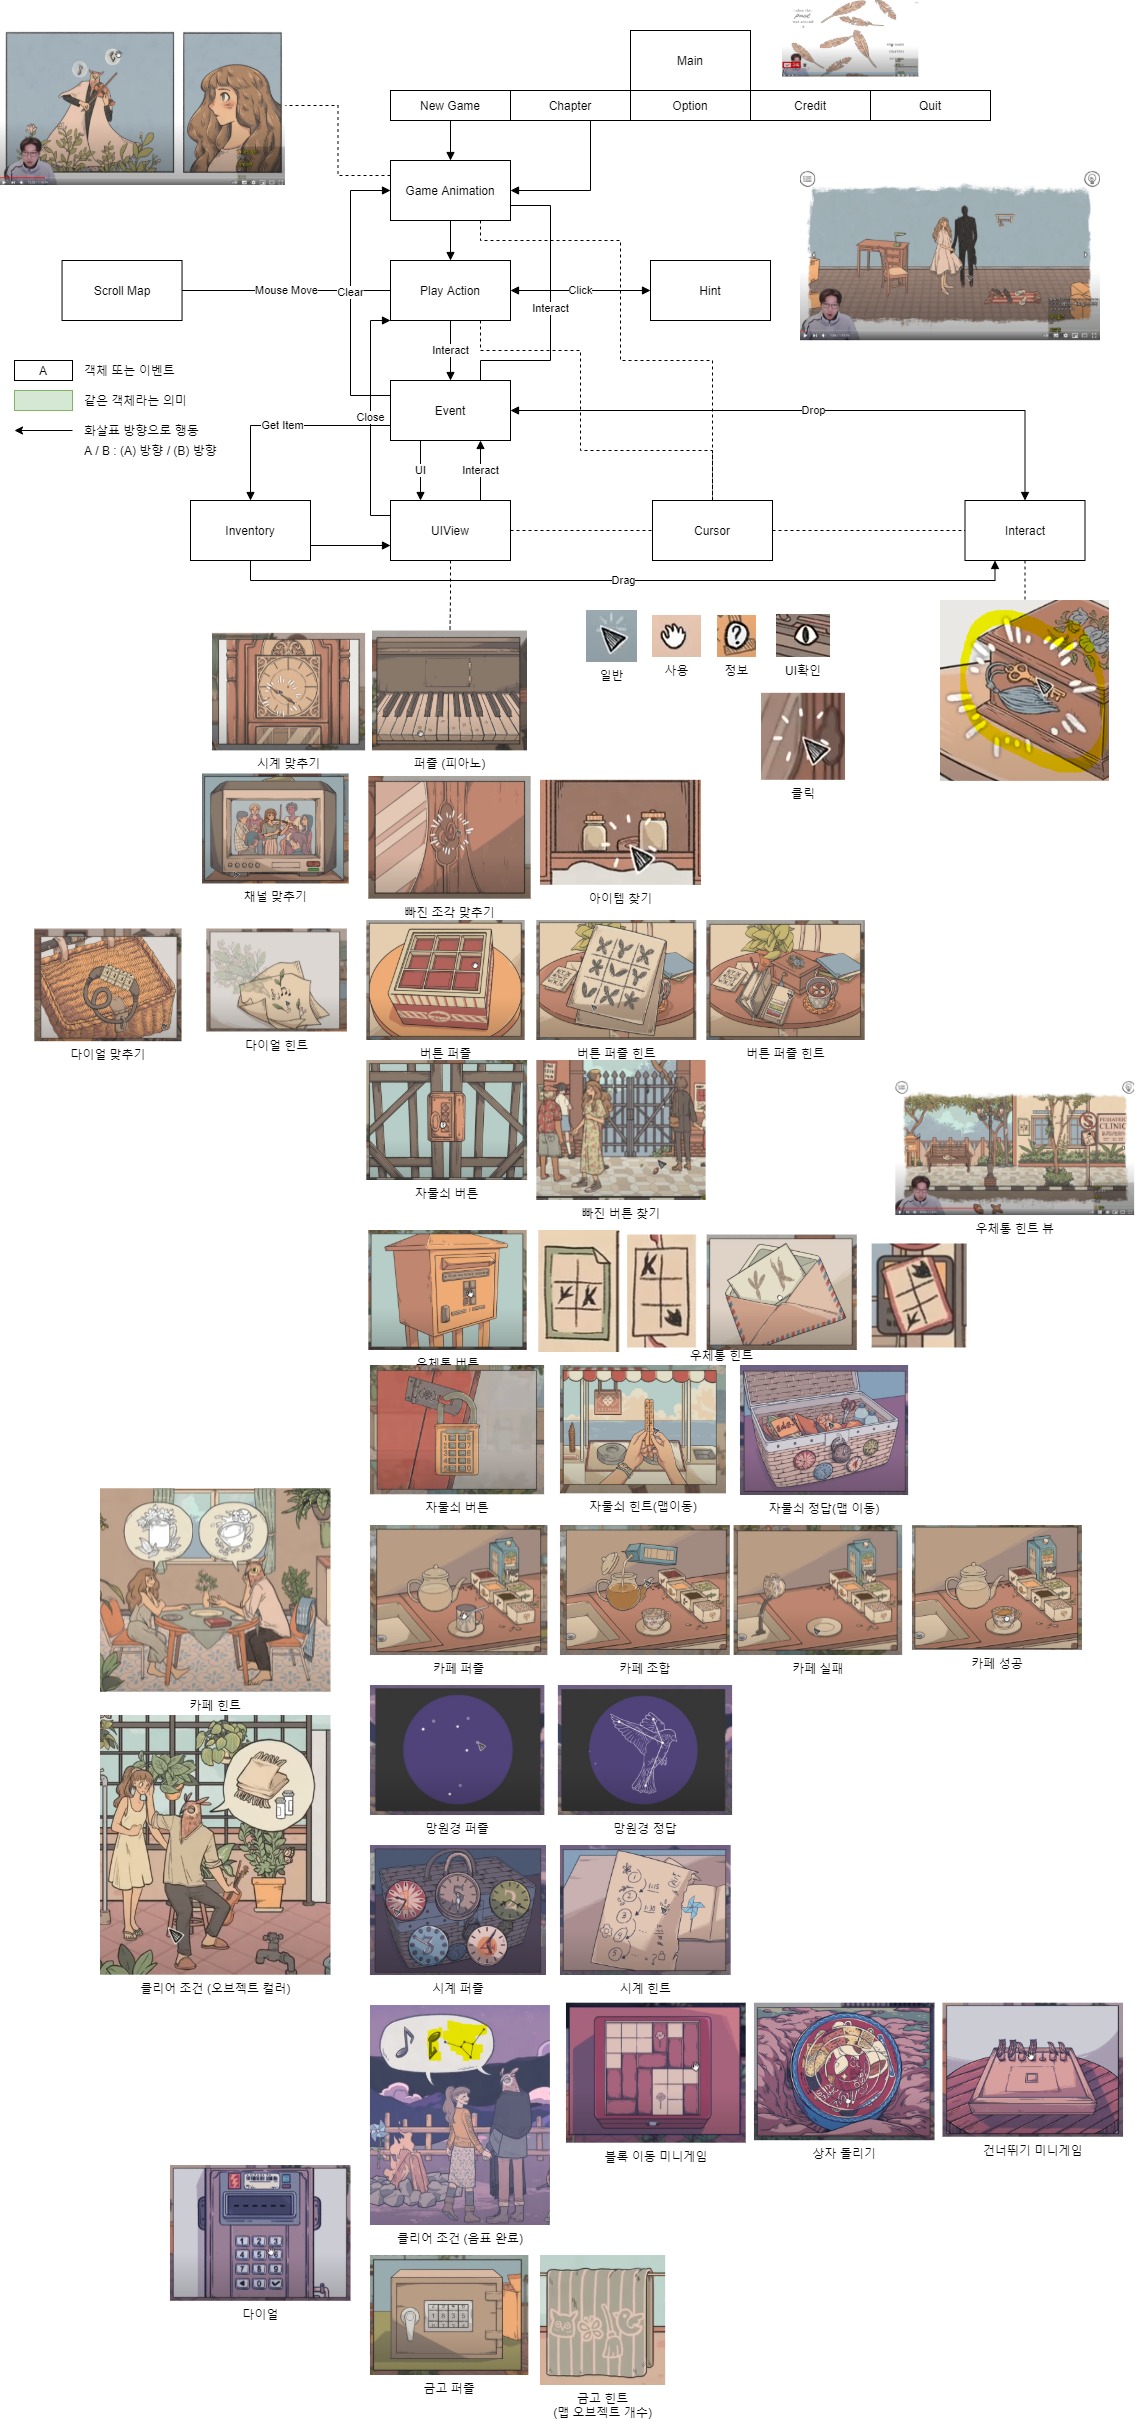 Main
New Game
Chapter
Option
Credit
Quit
Game Animation
Scroll Map
Mouse Move
Clear
Play Action
Click
Hint
Interact
Interact
A
객체 또는 이벤트
같은 객체라는 의미
화살표 방향으로 행동
A / B : (A) 방향 / (B) 방향
Event
Drop
Close
Get Item
UI
Interact
Inventory
UIView
Cursor
Interact
Drag
일반
사용
정보
UI확인
시계 맞추기
퍼즐 (피아노)
클릭
채널 맞추기
빠진 조각 맞추기
아이템 찾기
다이얼 맞추기
다이얼 힌트
버튼 퍼즐
버튼 퍼즐 힌트
버튼 퍼즐 힌트
자물쇠 버튼
빠진 버튼 찾기
CLINIC
우체통 힌트 뷰
우체통 버튼
우체통 힌트
자물쇠 버튼
자물쇠 힌트(맵이동)
자물쇠 정답(맵 이동)
카페 힌트
카페 퍼즐
카페 조합
카페 실패
카페 성공
망원경 퍼즐
망원경 정답
클리어 조건 (오브젝트 컬러)
시계 퍼즐
시계 힌트
클리어 조건 (음표 완료)
블록 이동 미니게임
상자 돌리기
건너뛰기 미니게임
다이얼
금고 퍼즐
금고 힌트
(맵 오브젝트 개수)